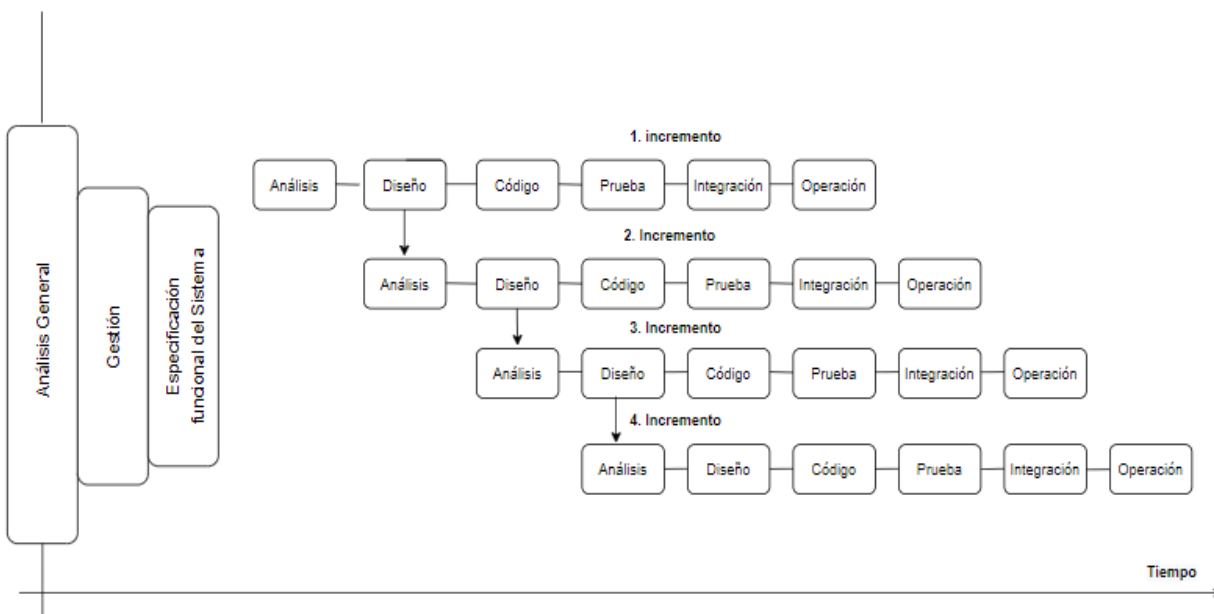 Análisis General
Gestión
Especificación
funcional del Sistem a
1. incremento
Análisis
Diseño
Código
Prueba
Integración
Operación
2. Incremento
Análisis
Diseño
Código
Prueba
Integración
Operación
3. Incremento
Análisis
Diseño
Código
Prueba
Integración
Operación
4. Incremento
Análisis
Diseño
Código
Prueba
Integración
Operación
Tiempo